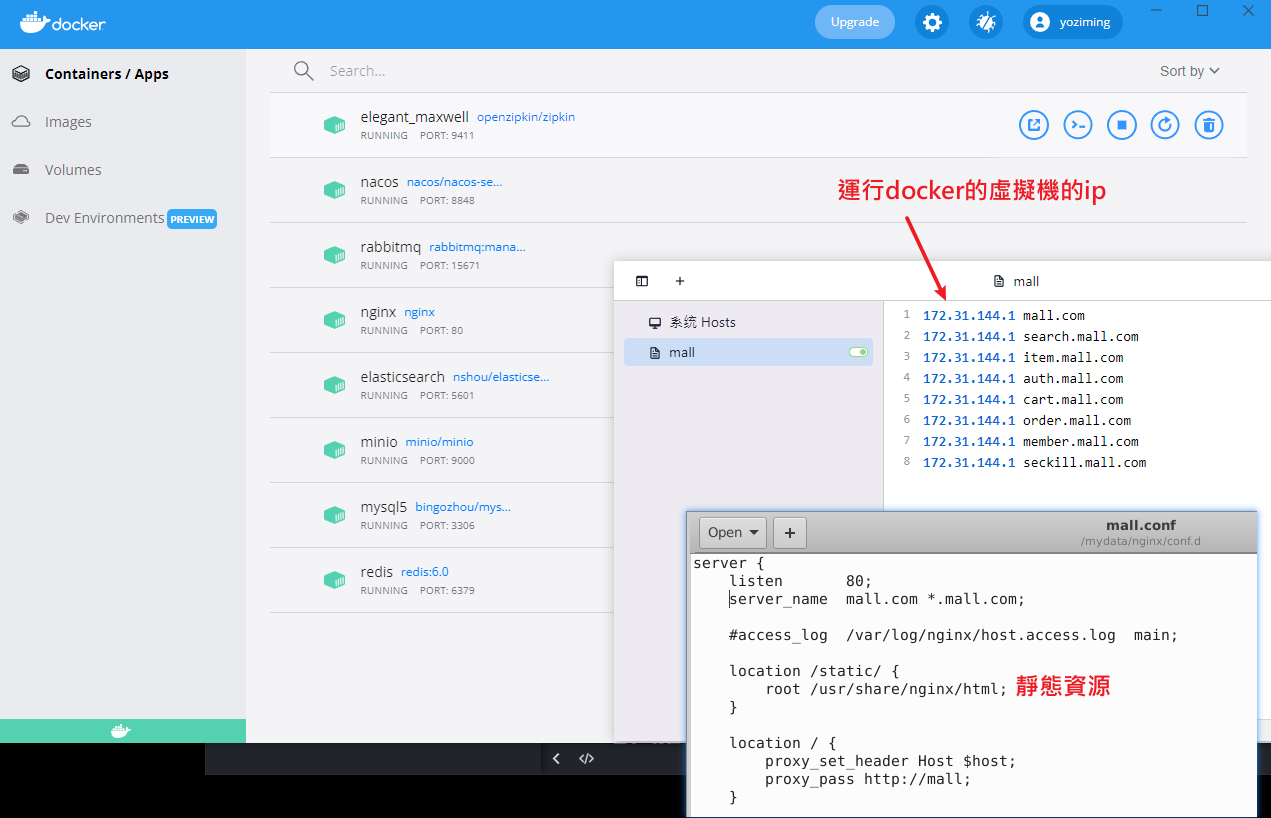 docker
Upgrade
yoziming
Containers / Apps
Images
Volumes
Dev Environments PREVIEW
Search...
Sort by
elegant_maxwell openzipkin/zipkin
RUNNING PORT: 9411
nacos nacos/nacos-se...
RUNNING PORT: 8848
rabbitmq rabbitmq:mana...
RUNNING PORT: 15671
nginx nginx
RUNNING PORT: 80
elasticsearch nshou/elasticse...
RUNNING PORT: 5601
minio minio/minio
RUNNING PORT: 9000
mysql5 bingozhou/mys...
RUNNING PORT: 3306
redis redis:6.0
RUNNING PORT: 6379
運行docker的虛擬機的ip
+
mall
系统 Hosts
mall
1 172.31.144.1 mall.com
2 172.31.144.1 search.mall.com
3 172.31.144.1 item.mall.com
4 172.31.144.1 auth.mall.com
5 172.31.144.1 cart.mall.com
6 172.31.144.1 order.mall.com
7 172.31.144.1 member.mall.com
8 172.31.144.1 seckill.mall.com
Open +
mall.conf
/mydata/nginx/conf.d
server {
listen 80;
server_name mall.com *.mall.com;
#access_log /var/log/nginx/host.access.log main;
location /static/ {
root /usr/share/nginx/html; 靜態資源
}
location / {
proxy_set_header Host $host;
proxy_pass http://mall;
}